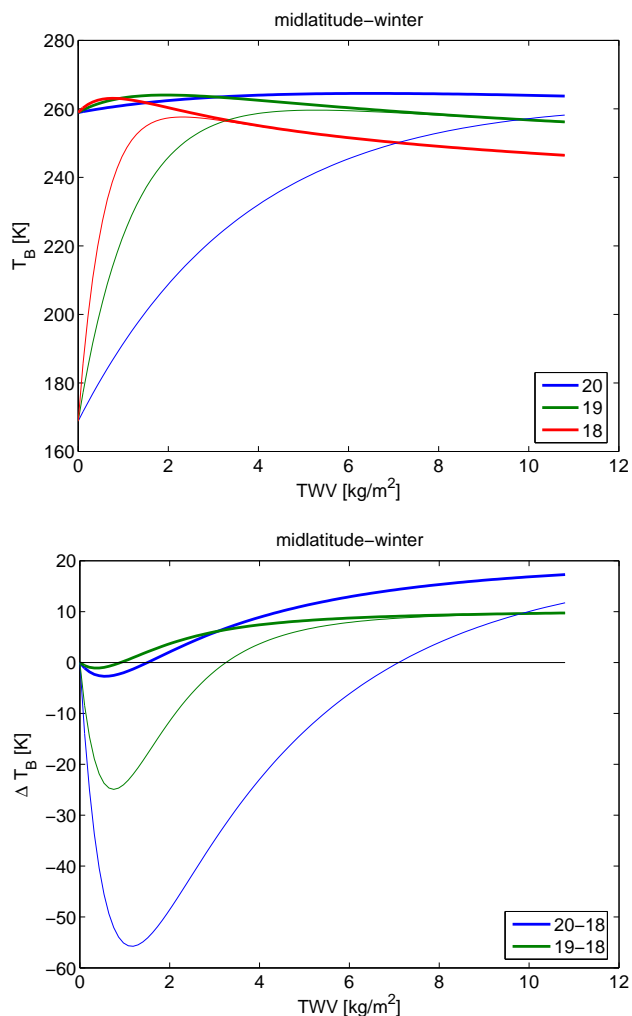 midlatitude−winter
280
260
240
220
200
180
160
T_B [K]
0 2 4 6 8 10 12
TWV [kg/m²]
20
19
18
midlatitude−winter
20
10
0
−10
−20
−30
−40
−50
−60
Δ T_B [K]
0 2 4 6 8 10 12
TWV [kg/m²]
20−18
19−18